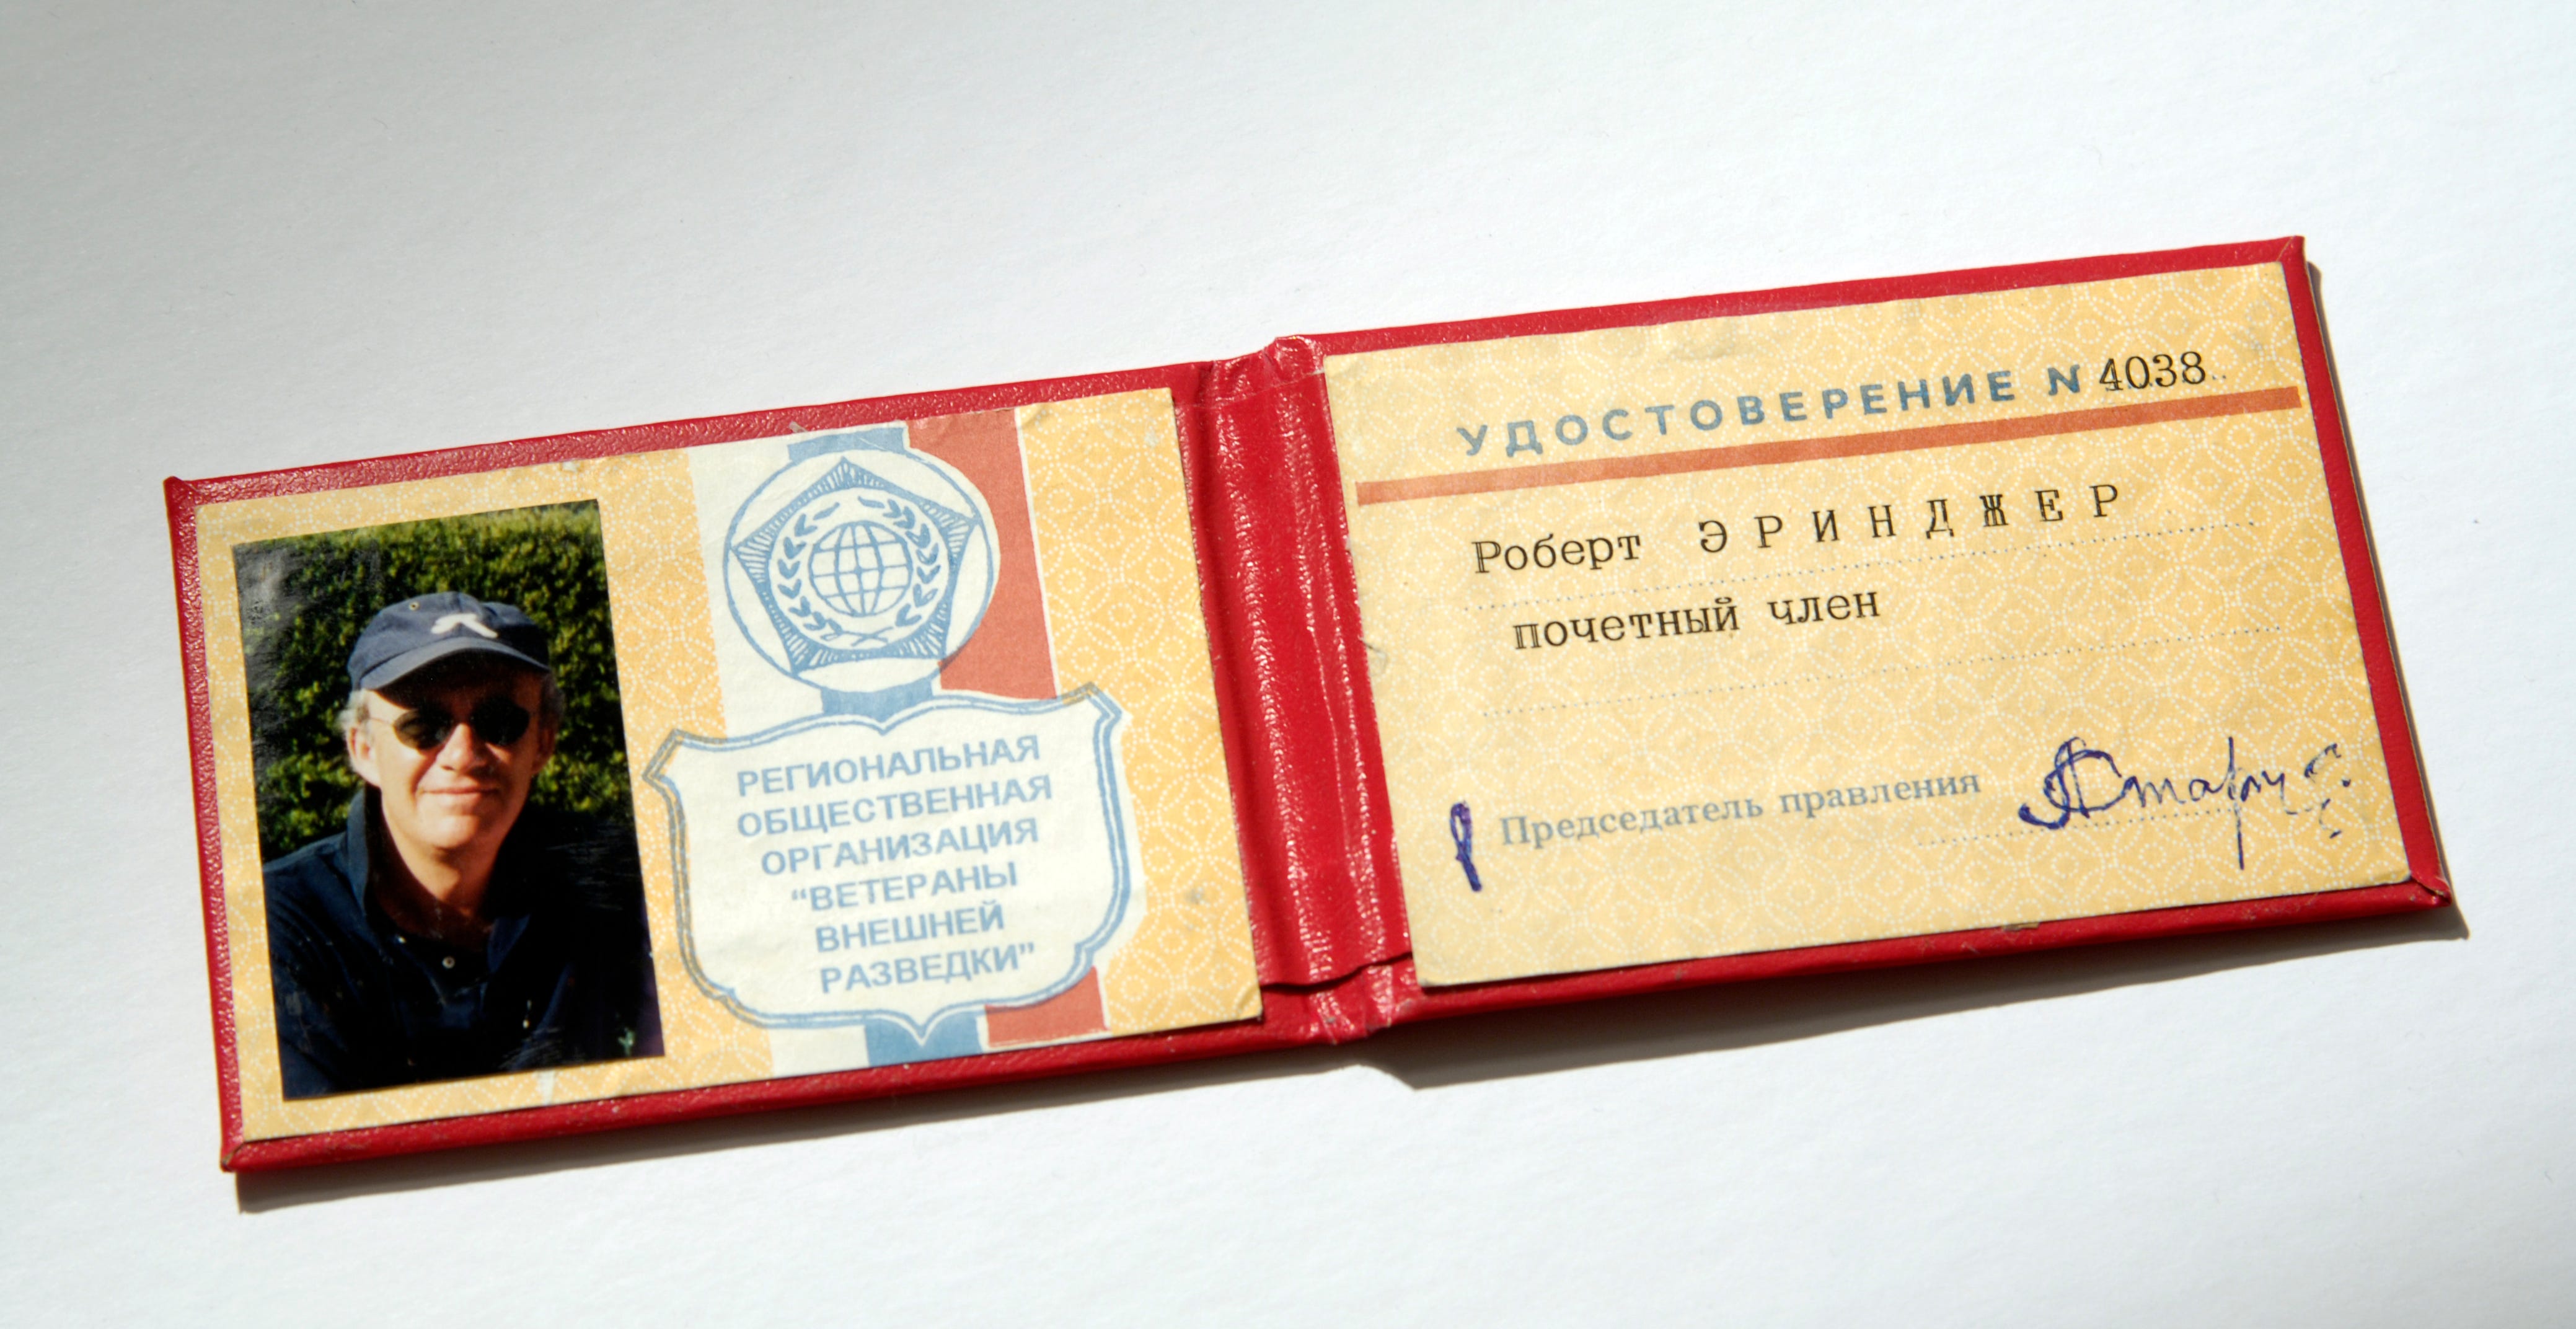 РЕГИОНАЛЬНАЯ
ОБЩЕСТВЕННАЯ
ОРГАНИЗАЦИЯ
“ВЕТЕРАНЫ
ВНЕШНЕЙ
РАЗВЕДКИ”
УДОСТОВЕРЕНИЕ N 4038
Роберт ЭРИНДЖЕР
почетный член
Председатель правления